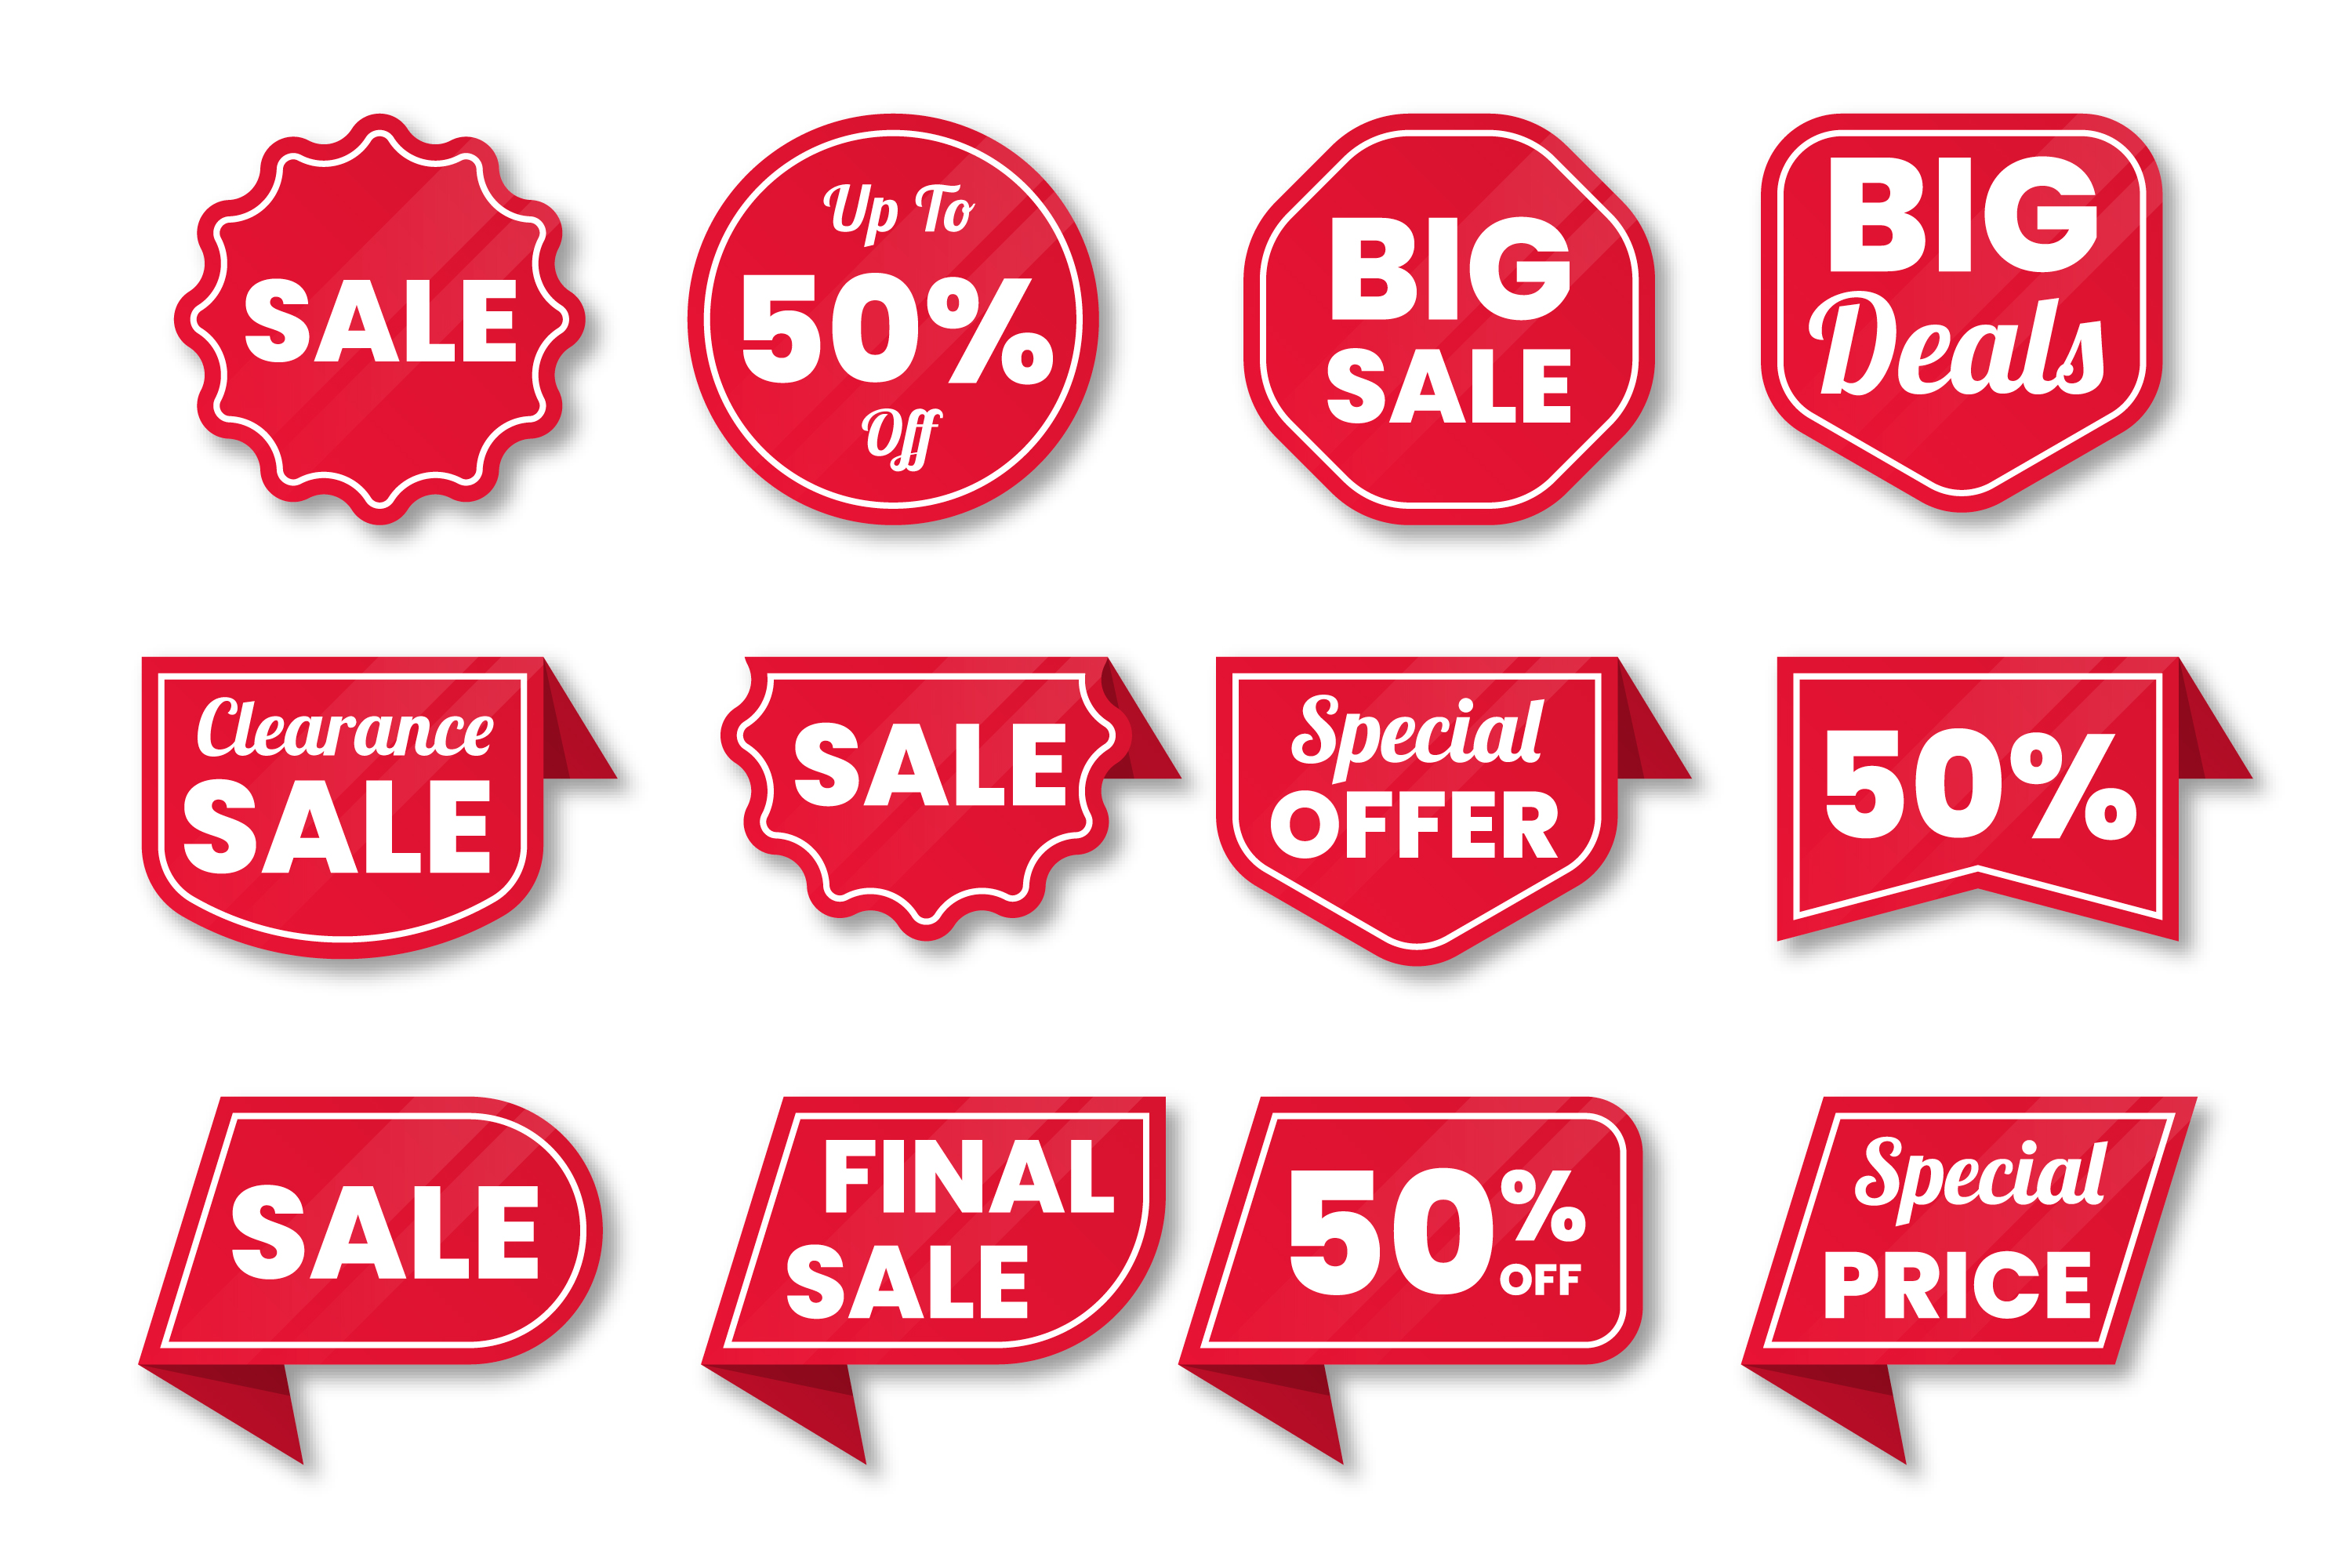 SALE
Up To
50%
Off
BIG
SALE
BIG
Deals
Clearance
SALE
SALE
Special
OFFER
50%
SALE
FINAL
SALE
50%
OFF
Special
PRICE